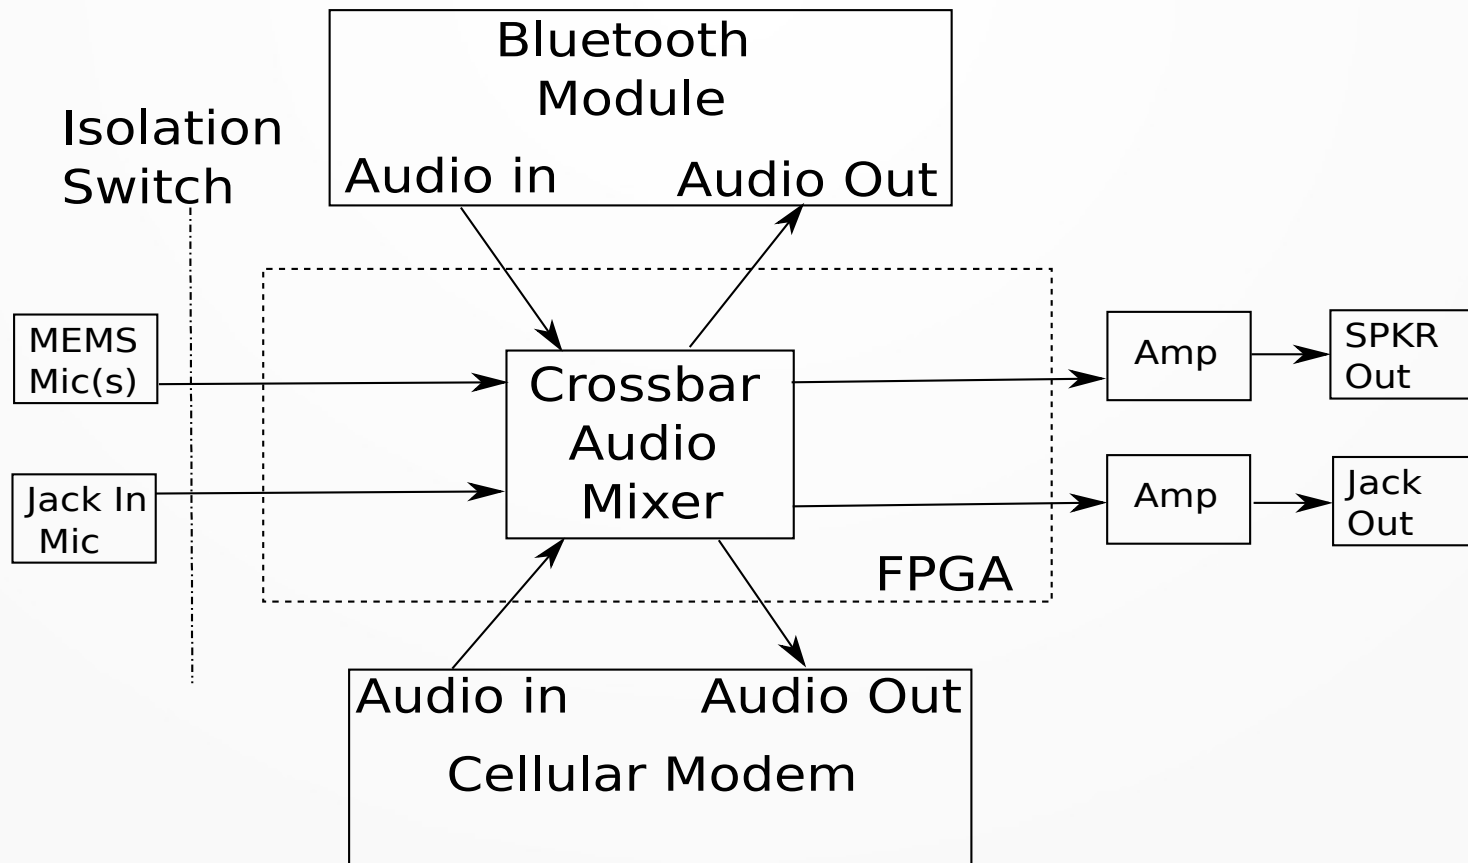 Bluetooth
Module
Audio in
Audio Out
Isolation
Switch
MEMS
Mic(s)
Jack In
Mic
Crossbar
Audio
Mixer
FPGA
Amp
SPKR
Out
Amp
Jack
Out
Audio in
Audio Out
Cellular Modem